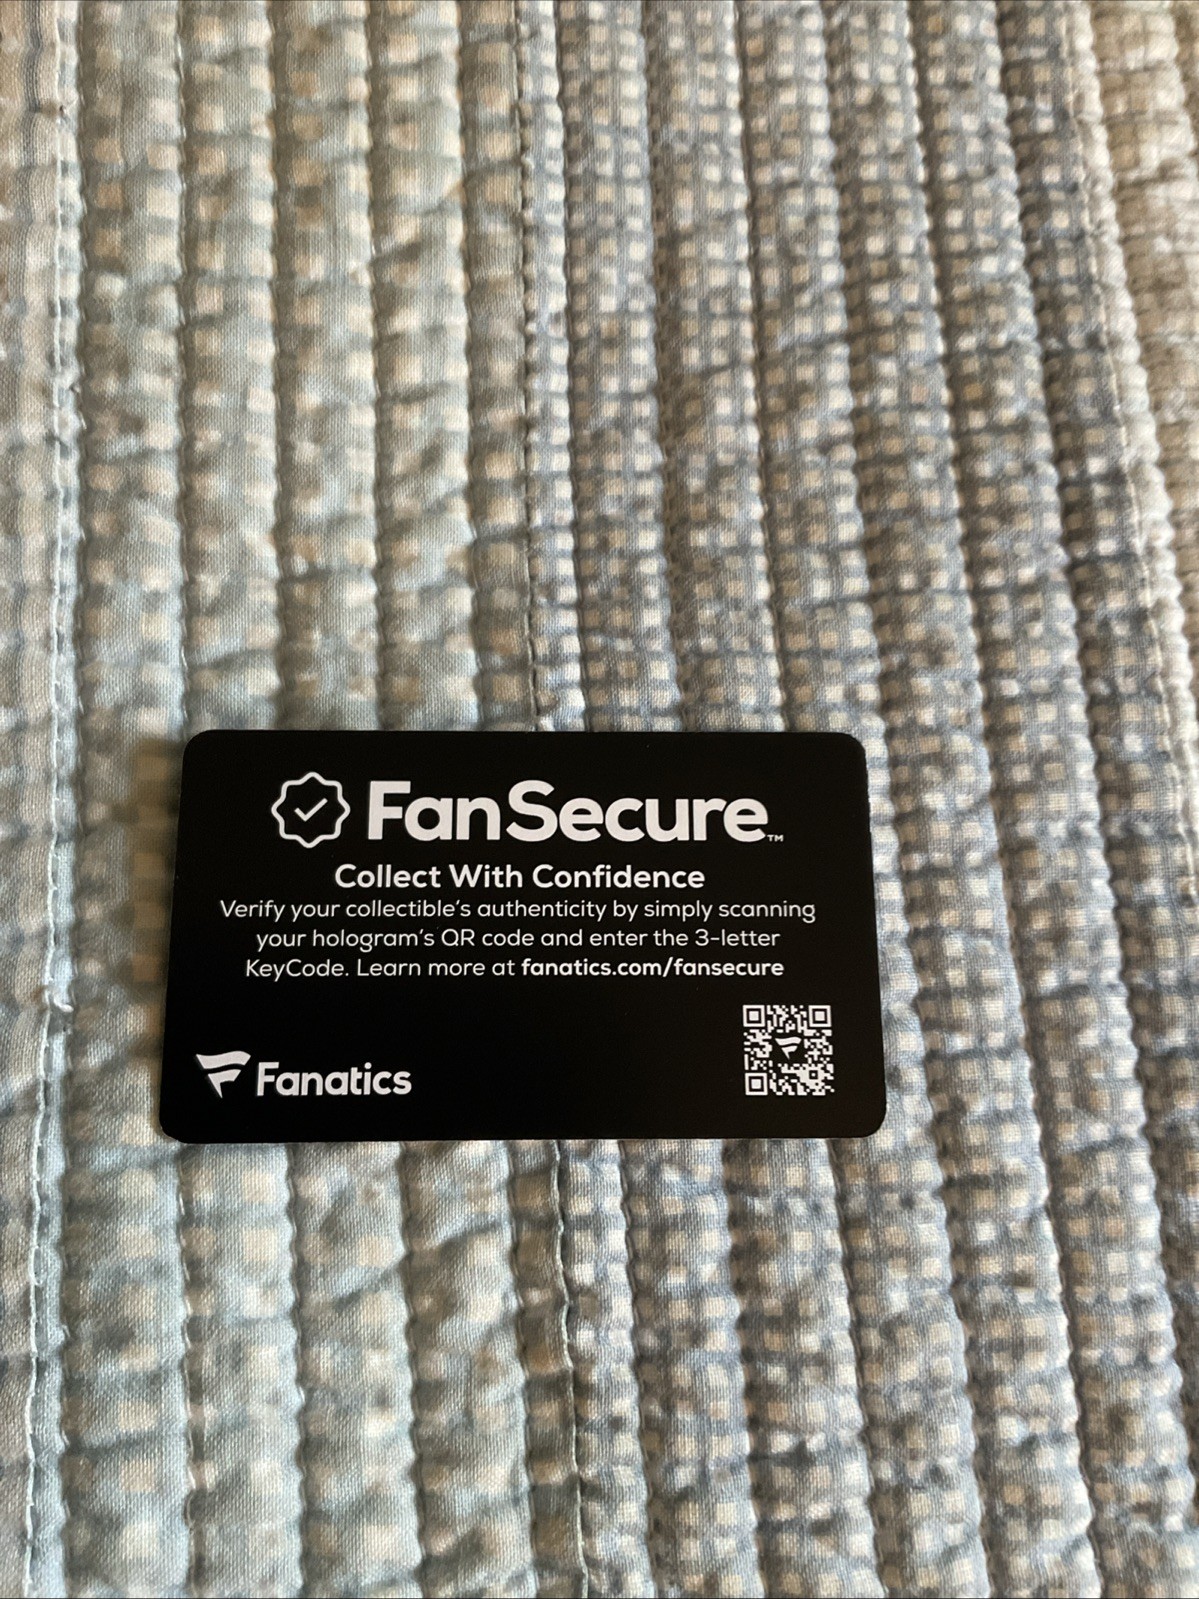 FanSecure™
Collect With Confidence
Verify your collectible's authenticity by simply scanning
your hologram's QR code and enter the 3-letter
KeyCode. Learn more at fanatics.com/fansecure
Fanatics